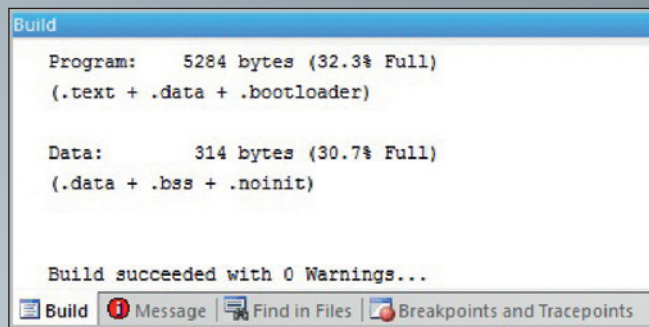 Build
Program: 5284 bytes (32.3% Full)
(.text + .data + .bootloader)
Data: 314 bytes (30.7% Full)
(.data + .bss + .noinit)
Build succeeded with 0 Warnings...
Build Message Find in Files Breakpoints and Tracepoints